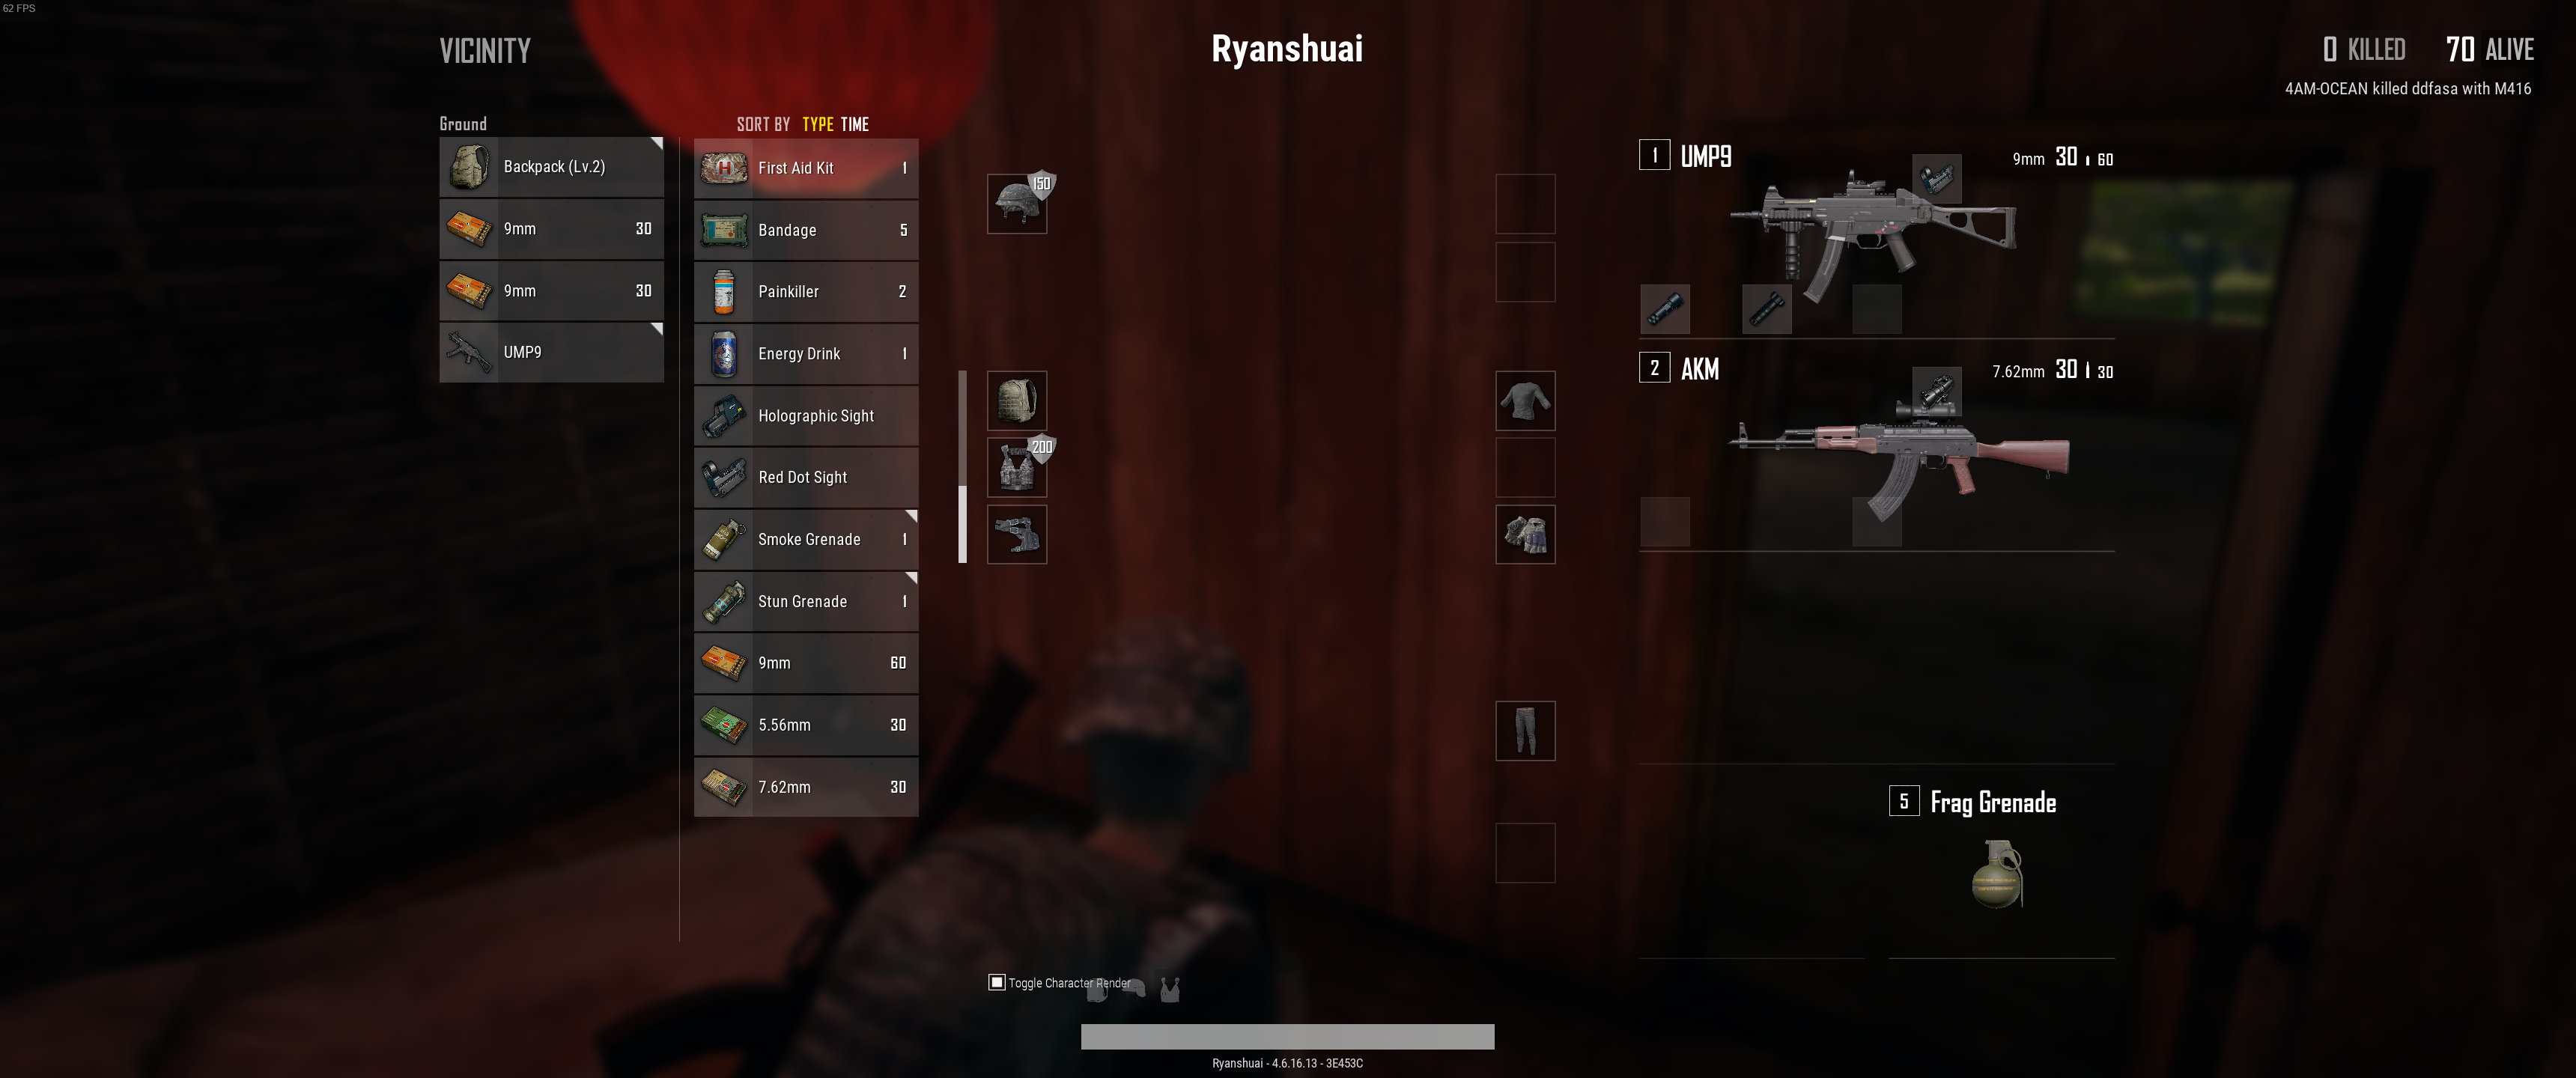 62 FPS
VICINITY
Ryanshuai
0 KILLED 70 ALIVE
4AM-OCEAN killed ddfasa with M416
Ground
SORT BY TYPE TIME
Backpack (Lv.2)
9mm 30
9mm 30
UMP9
First Aid Kit 1
Bandage 5
Painkiller 2
Energy Drink 1
Holographic Sight
Red Dot Sight
Smoke Grenade 1
Stun Grenade 1
9mm 60
5.56mm 30
7.62mm 30
150
200
1 UMP9 9mm 30 60
2 AKM 7.62mm 30 30
5 Frag Grenade
Toggle Character Render
Ryanshuai - 4.6.16.13 - 3E453C